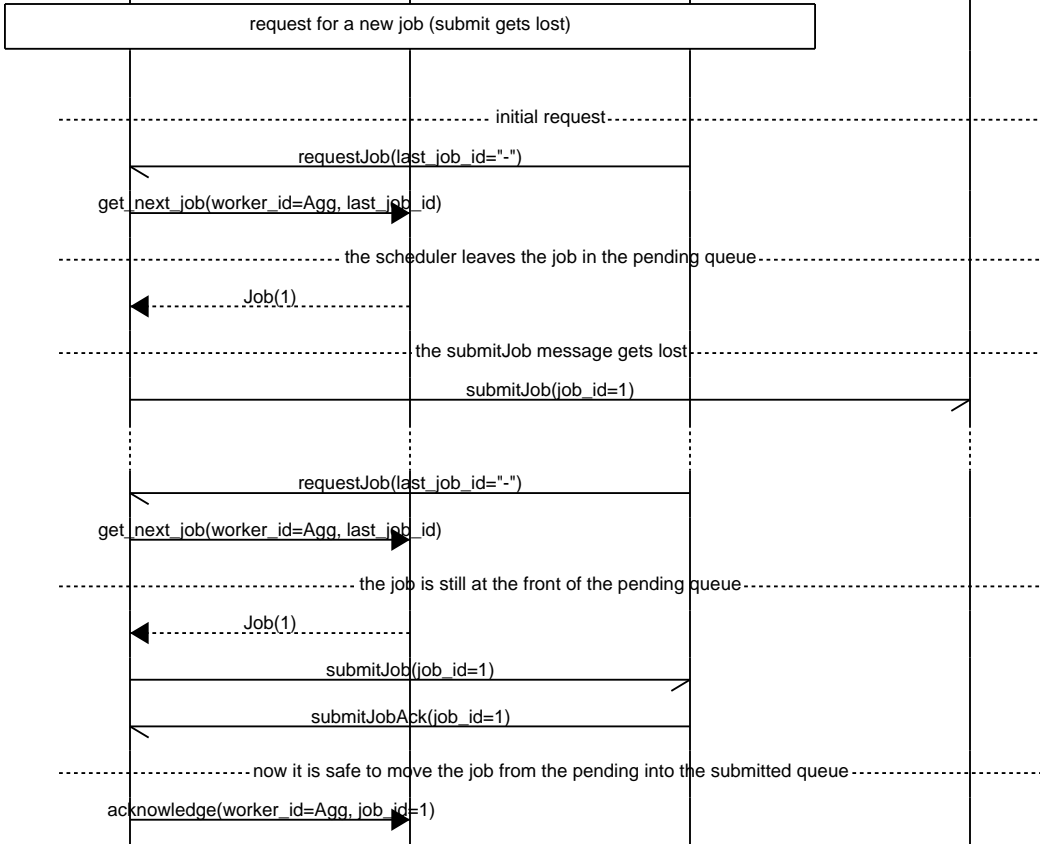 request for a new job (submit gets lost)
initial request
requestJob(last_job_id="-")
get_next_job(worker_id=Agg, last_job_id)
the scheduler leaves the job in the pending queue
Job(1)
the submitJob message gets lost
submitJob(job_id=1)
requestJob(last_job_id="-")
get_next_job(worker_id=Agg, last_job_id)
the job is still at the front of the pending queue
Job(1)
submitJob(job_id=1)
submitJobAck(job_id=1)
now it is safe to move the job from the pending into the submitted queue
acknowledge(worker_id=Agg, job_id=1)